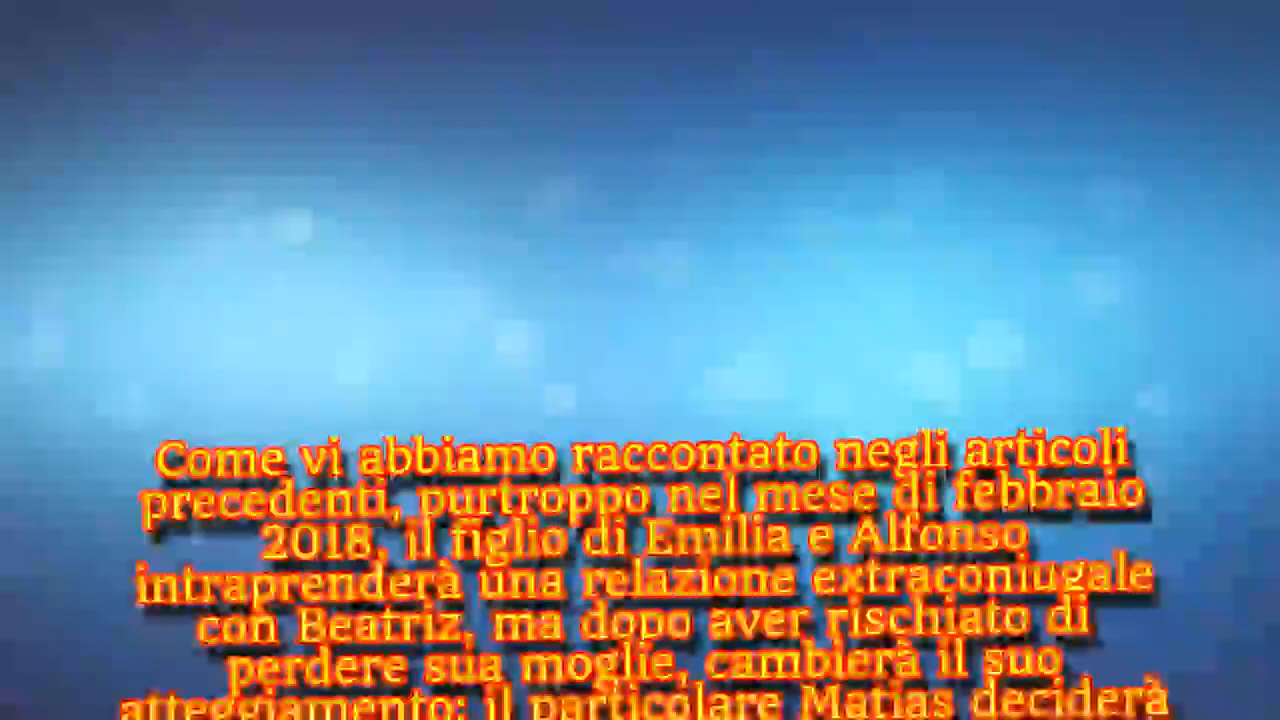 Come vi abbiamo raccontato negli articoli
precedenti, purtroppo nel mese di febbraio
2018, il figlio di Emilia e Alfonso
intraprenderà una relazione extraconiugale
con Beatriz, ma dopo aver rischiato di
perdere sua moglie, cambierà il suo
atteggiamento: il particolare Matias deciderà